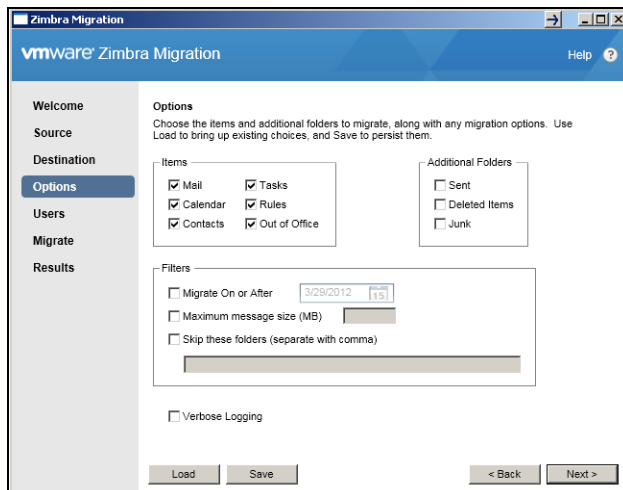 Zimbra Migration
vmware® Zimbra Migration
Help ?
Welcome
Source
Destination
Options
Users
Migrate
Results
Options
Choose the items and additional folders to migrate, along with any migration options. Use
Load to bring up existing choices, and Save to persist them.
Items
Mail
Tasks
Calendar
Rules
Contacts
Out of Office
Additional Folders
Sent
Deleted Items
Junk
Filters
Migrate On or After
3/29/2012
15
Maximum message size (MB)
Skip these folders (separate with comma)
Verbose Logging
Load
Save
< Back
Next >